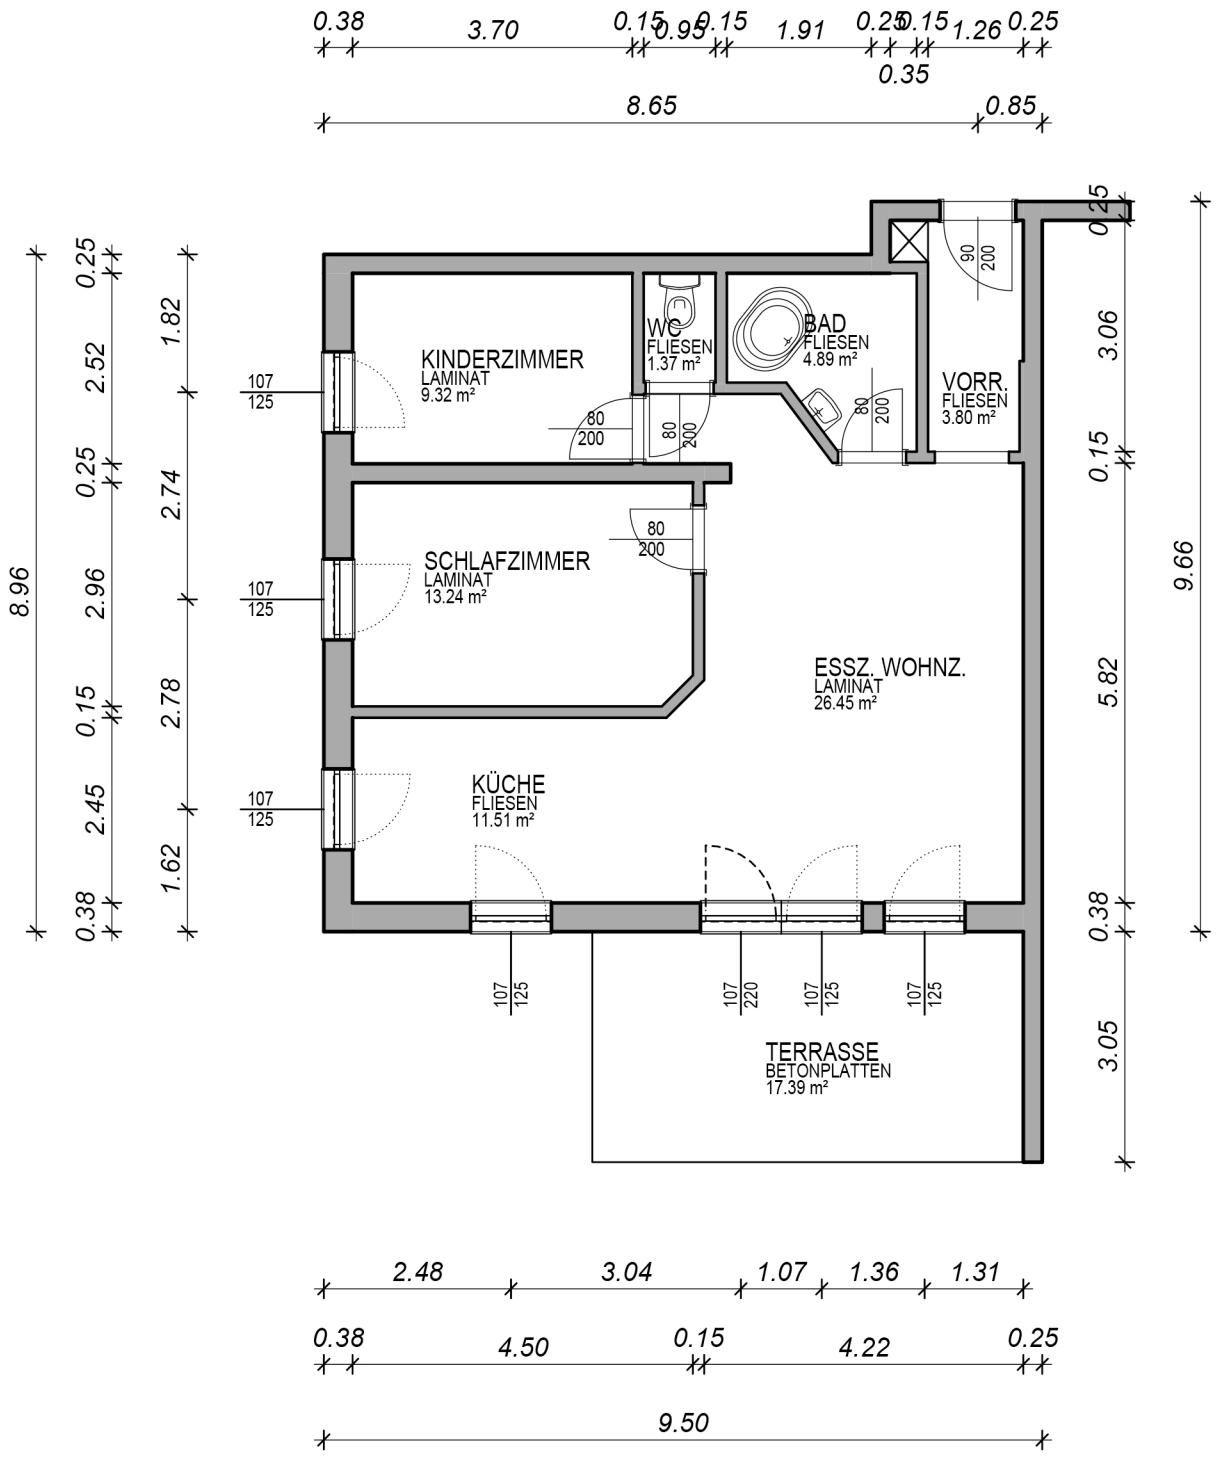 0.38
3.70
0.15
0.95
0.15
1.91
0.25
0.15
1.26
0.25
0.35
8.65
0.85
0.25
3.06
0.15
5.82
0.38
3.05
9.66
8.96
0.25
2.52
0.25
2.96
0.15
2.45
0.38
1.82
2.74
2.78
1.62
90
200
WC
FLIESEN
1.37 m²
BAD
FLIESEN
4.89 m²
KINDERZIMMER
LAMINAT
9.32 m²
VORR.
FLIESEN
3.80 m²
107
125
80
200
80
200
80
200
80
200
SCHLAFZIMMER
LAMINAT
13.24 m²
107
125
ESSZ. WOHNZ.
LAMINAT
26.45 m²
KÜCHE
FLIESEN
11.51 m²
107
125
107
125
107
220
107
125
107
125
TERRASSE
BETONPLATTEN
17.39 m²
2.48
3.04
1.07
1.36
1.31
0.38
4.50
0.15
4.22
0.25
9.50